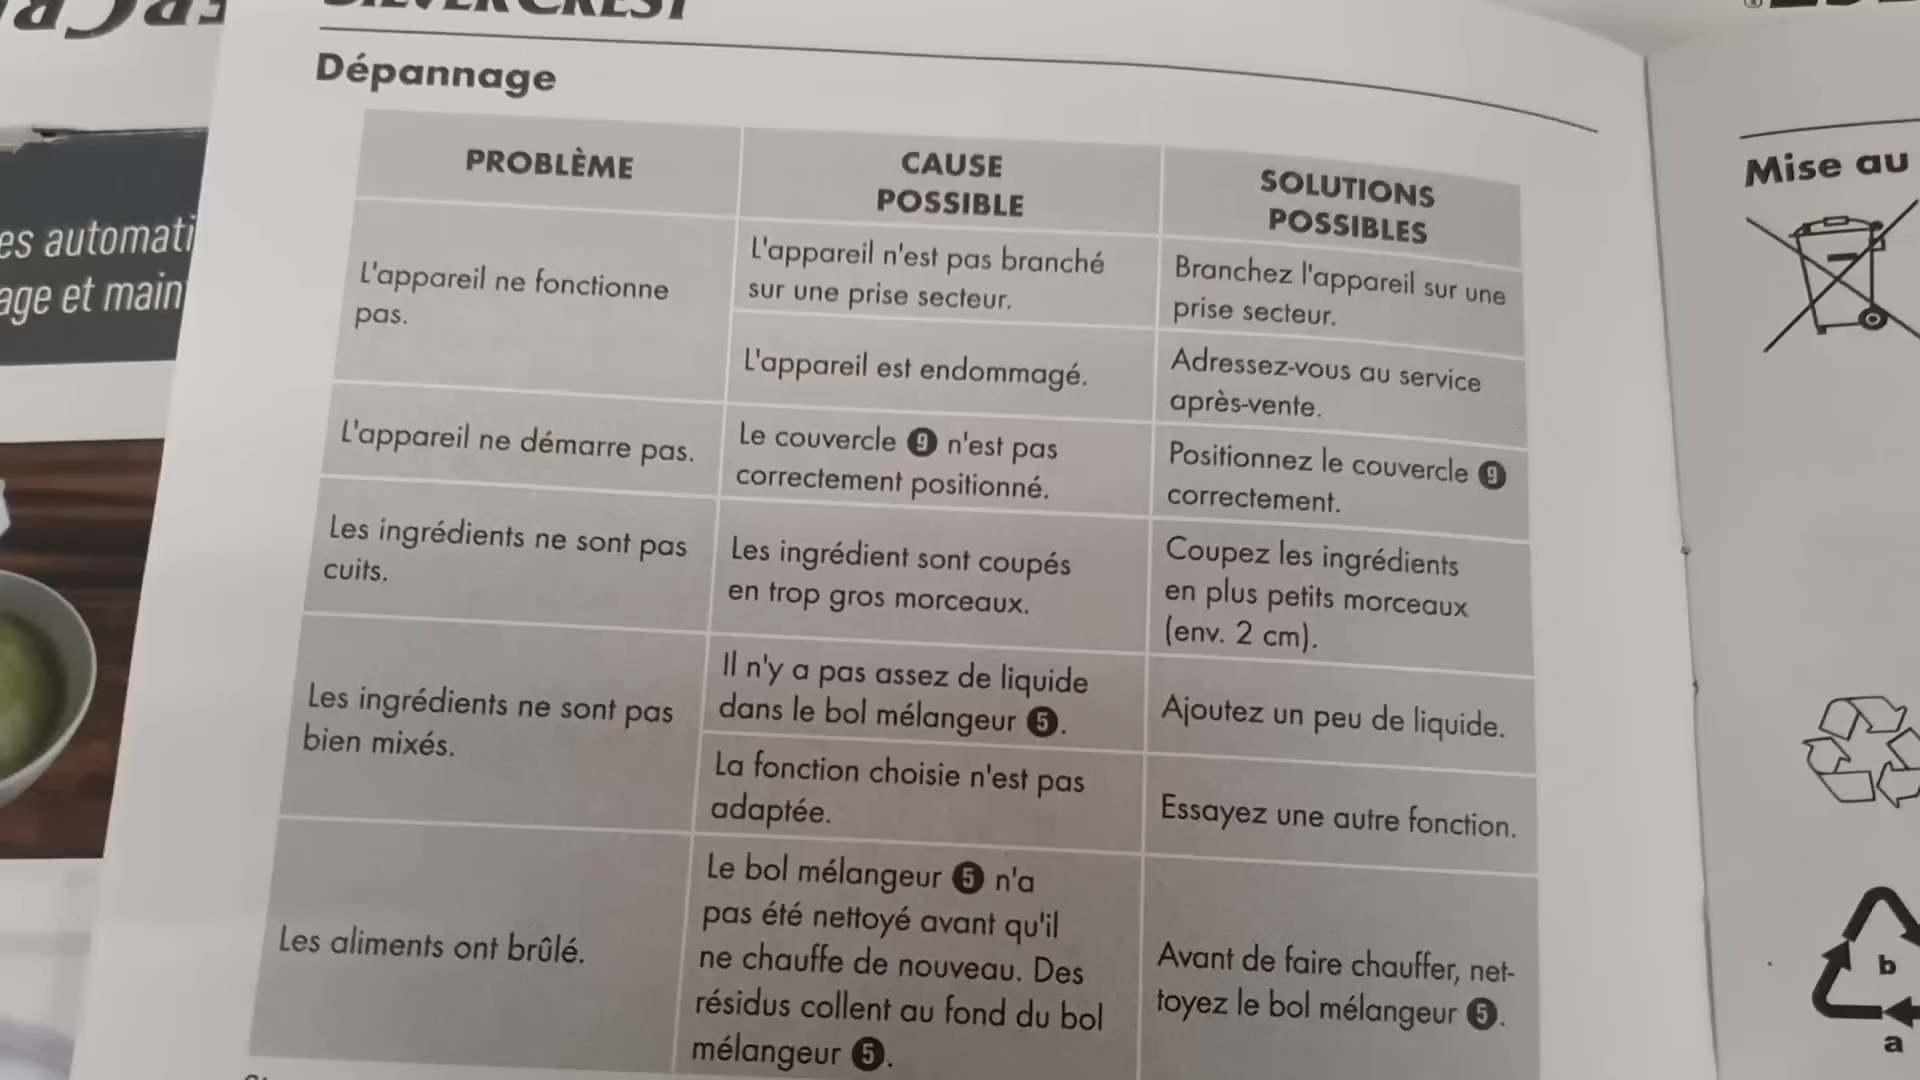 SILVERCREST
Dépannage
PROBLÈME
CAUSE
POSSIBLE
SOLUTIONS
POSSIBLES
L'appareil ne fonctionne
pas.
L'appareil n'est pas branché
sur une prise secteur.
Branchez l'appareil sur une
prise secteur.
L'appareil est endommagé.
Adressez-vous au service
après-vente.
L'appareil ne démarre pas.
Le couvercle 9 n'est pas
correctement positionné.
Positionnez le couvercle 9
correctement.
Les ingrédients ne sont pas
cuits.
Les ingrédient sont coupés
en trop gros morceaux.
Coupez les ingrédients
en plus petits morceaux
(env. 2 cm).
Les ingrédients ne sont pas
bien mixés.
Il n'y a pas assez de liquide
dans le bol mélangeur 5.
Ajoutez un peu de liquide.
La fonction choisie n'est pas
adaptée.
Essayez une autre fonction.
Les aliments ont brûlé.
Le bol mélangeur 5 n'a
pas été nettoyé avant qu'il
ne chauffe de nouveau. Des
résidus collent au fond du bol
mélangeur 5.
Avant de faire chauffer, net-
toyez le bol mélangeur 5.
es automati
age et main
Mise au
b
a